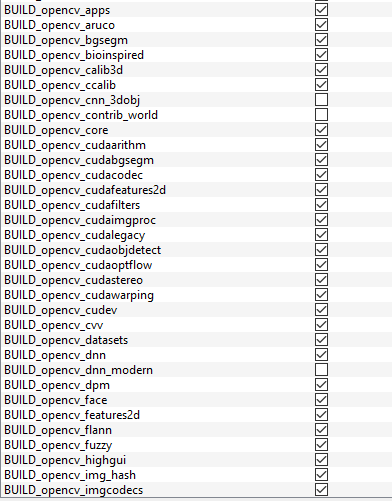 BUILD_opencv_apps
BUILD_opencv_aruco
BUILD_opencv_bgsegm
BUILD_opencv_bioinspired
BUILD_opencv_calib3d
BUILD_opencv_ccalib
BUILD_opencv_cnn_3dobj
BUILD_opencv_contrib_world
BUILD_opencv_core
BUILD_opencv_cudaarithm
BUILD_opencv_cudabgsegm
BUILD_opencv_cudacodec
BUILD_opencv_cudafeatures2d
BUILD_opencv_cudafilters
BUILD_opencv_cudaimgproc
BUILD_opencv_cudalegacy
BUILD_opencv_cudaobjdetect
BUILD_opencv_cudaoptflow
BUILD_opencv_cudastereo
BUILD_opencv_cudawarping
BUILD_opencv_cudev
BUILD_opencv_cvv
BUILD_opencv_datasets
BUILD_opencv_dnn
BUILD_opencv_dnn_modern
BUILD_opencv_dpm
BUILD_opencv_face
BUILD_opencv_features2d
BUILD_opencv_flann
BUILD_opencv_fuzzy
BUILD_opencv_highgui
BUILD_opencv_img_hash
BUILD_opencv_imgcodecs